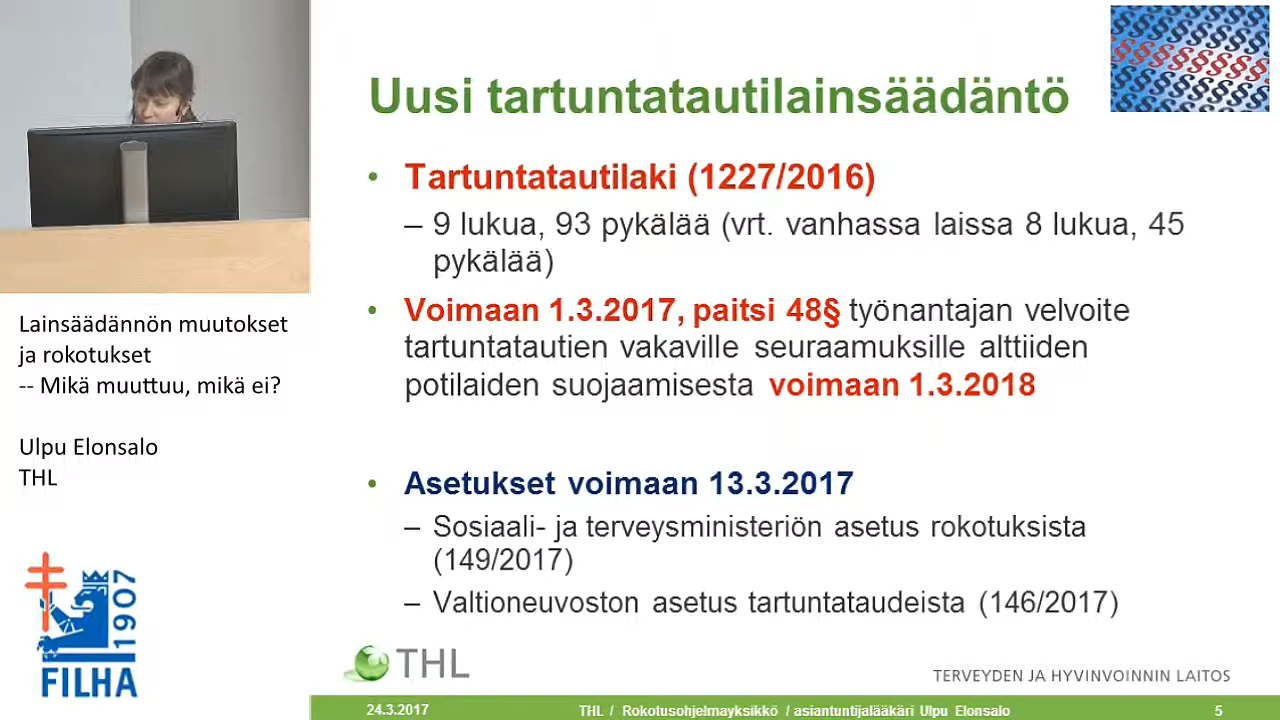 Uusi tartuntatautilainsäädäntö
• Tartuntatautilaki (1227/2016)
– 9 lukua, 93 pykälää (vrt. vanhassa laissa 8 lukua, 45
pykälää)
• Voimaan 1.3.2017, paitsi 48§ työnantajan velvoite
tartuntatautien vakaville seuraamuksille alttiiden
potilaiden suojaamisesta voimaan 1.3.2018
• Asetukset voimaan 13.3.2017
– Sosiaali- ja terveysministeriön asetus rokotuksista
(149/2017)
– Valtioneuvoston asetus tartuntataudeista (146/2017)
THL
TERVEYDEN JA HYVINVOINNIN LAITOS
24.3.2017
THL / Rokotusohjelmayksikkö / asiantuntijalääkäri Ulpu Elonsalo
5
Lainsäädännön muutokset
ja rokotukset
-- Mikä muuttuu, mikä ei?
Ulpu Elonsalo
THL
1907
FILHA